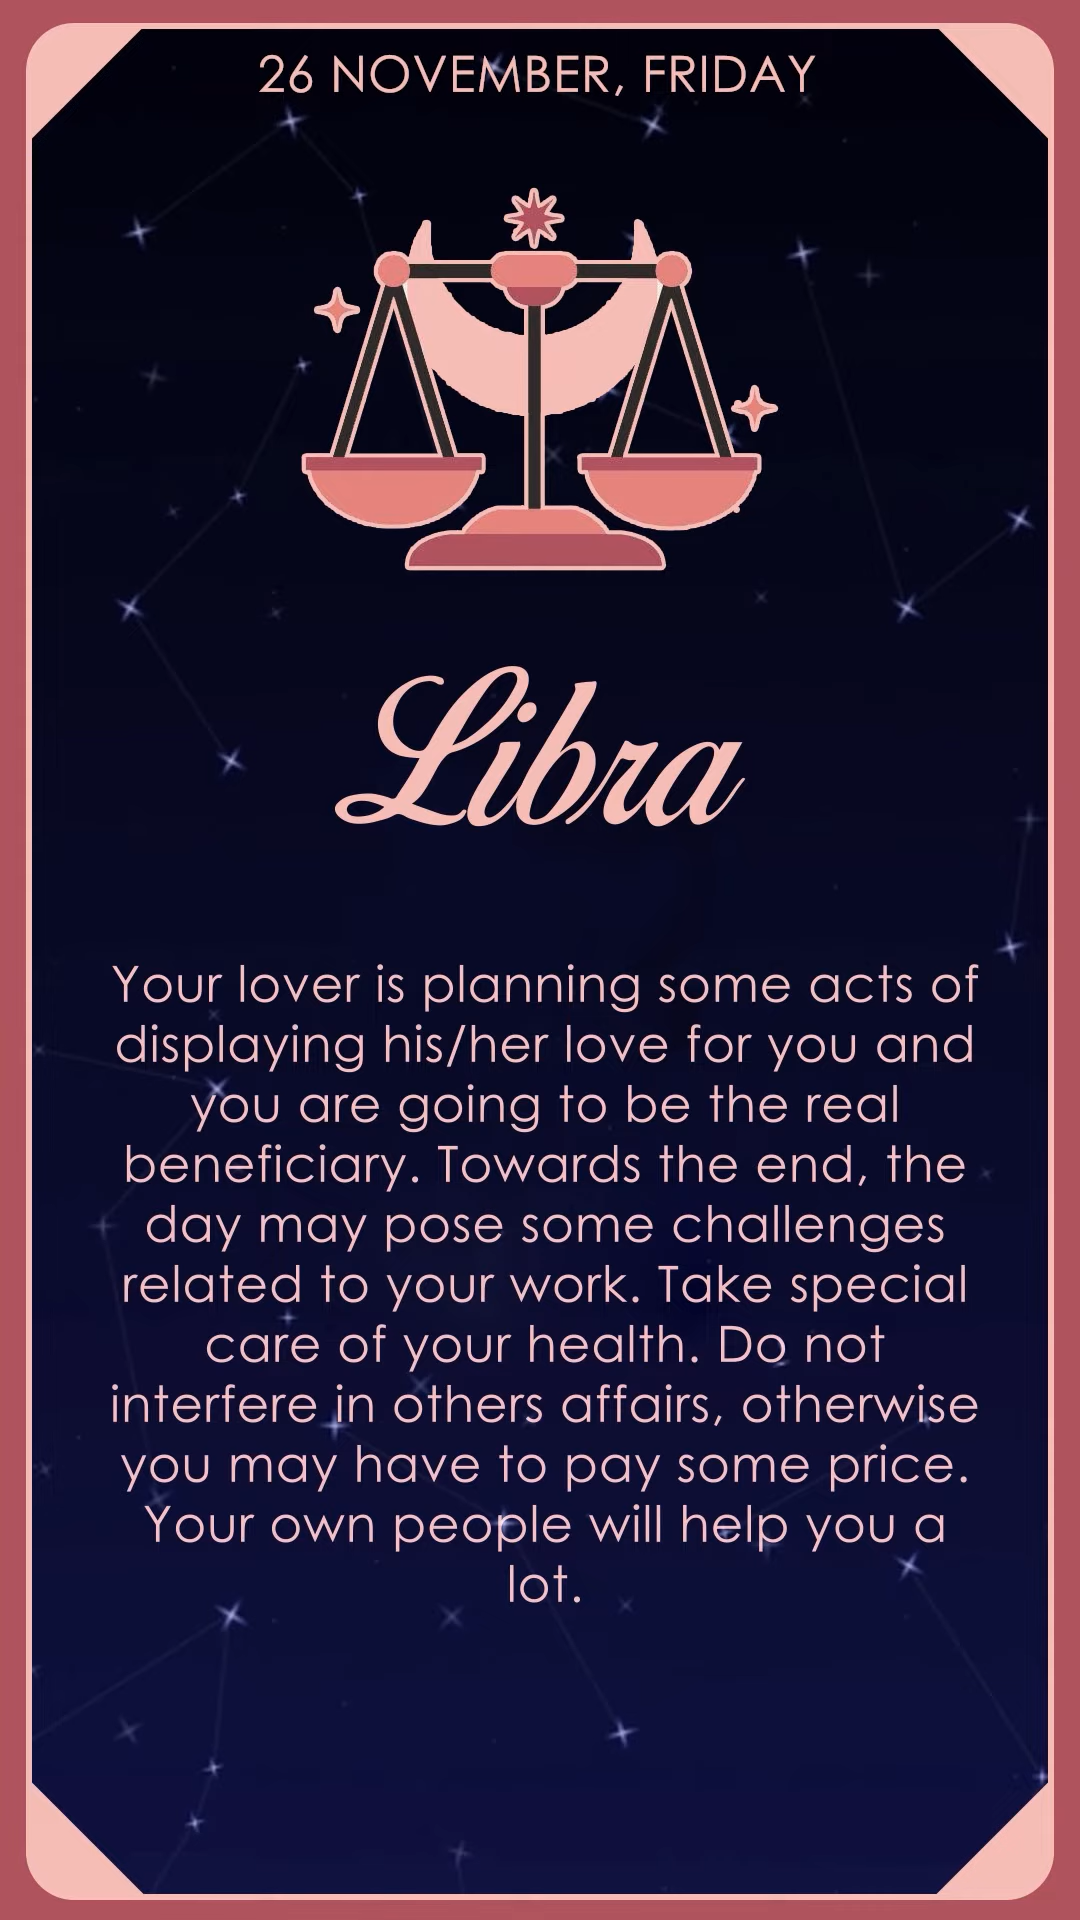 26 NOVEMBER, FRIDAY
Libra
Your lover is planning some acts of
displaying his/her love for you and
you are going to be the real
beneficiary. Towards the end, the
day may pose some challenges
related to your work. Take special
care of your health. Do not
interfere in others affairs, otherwise
you may have to pay some price.
Your own people will help you a
lot.